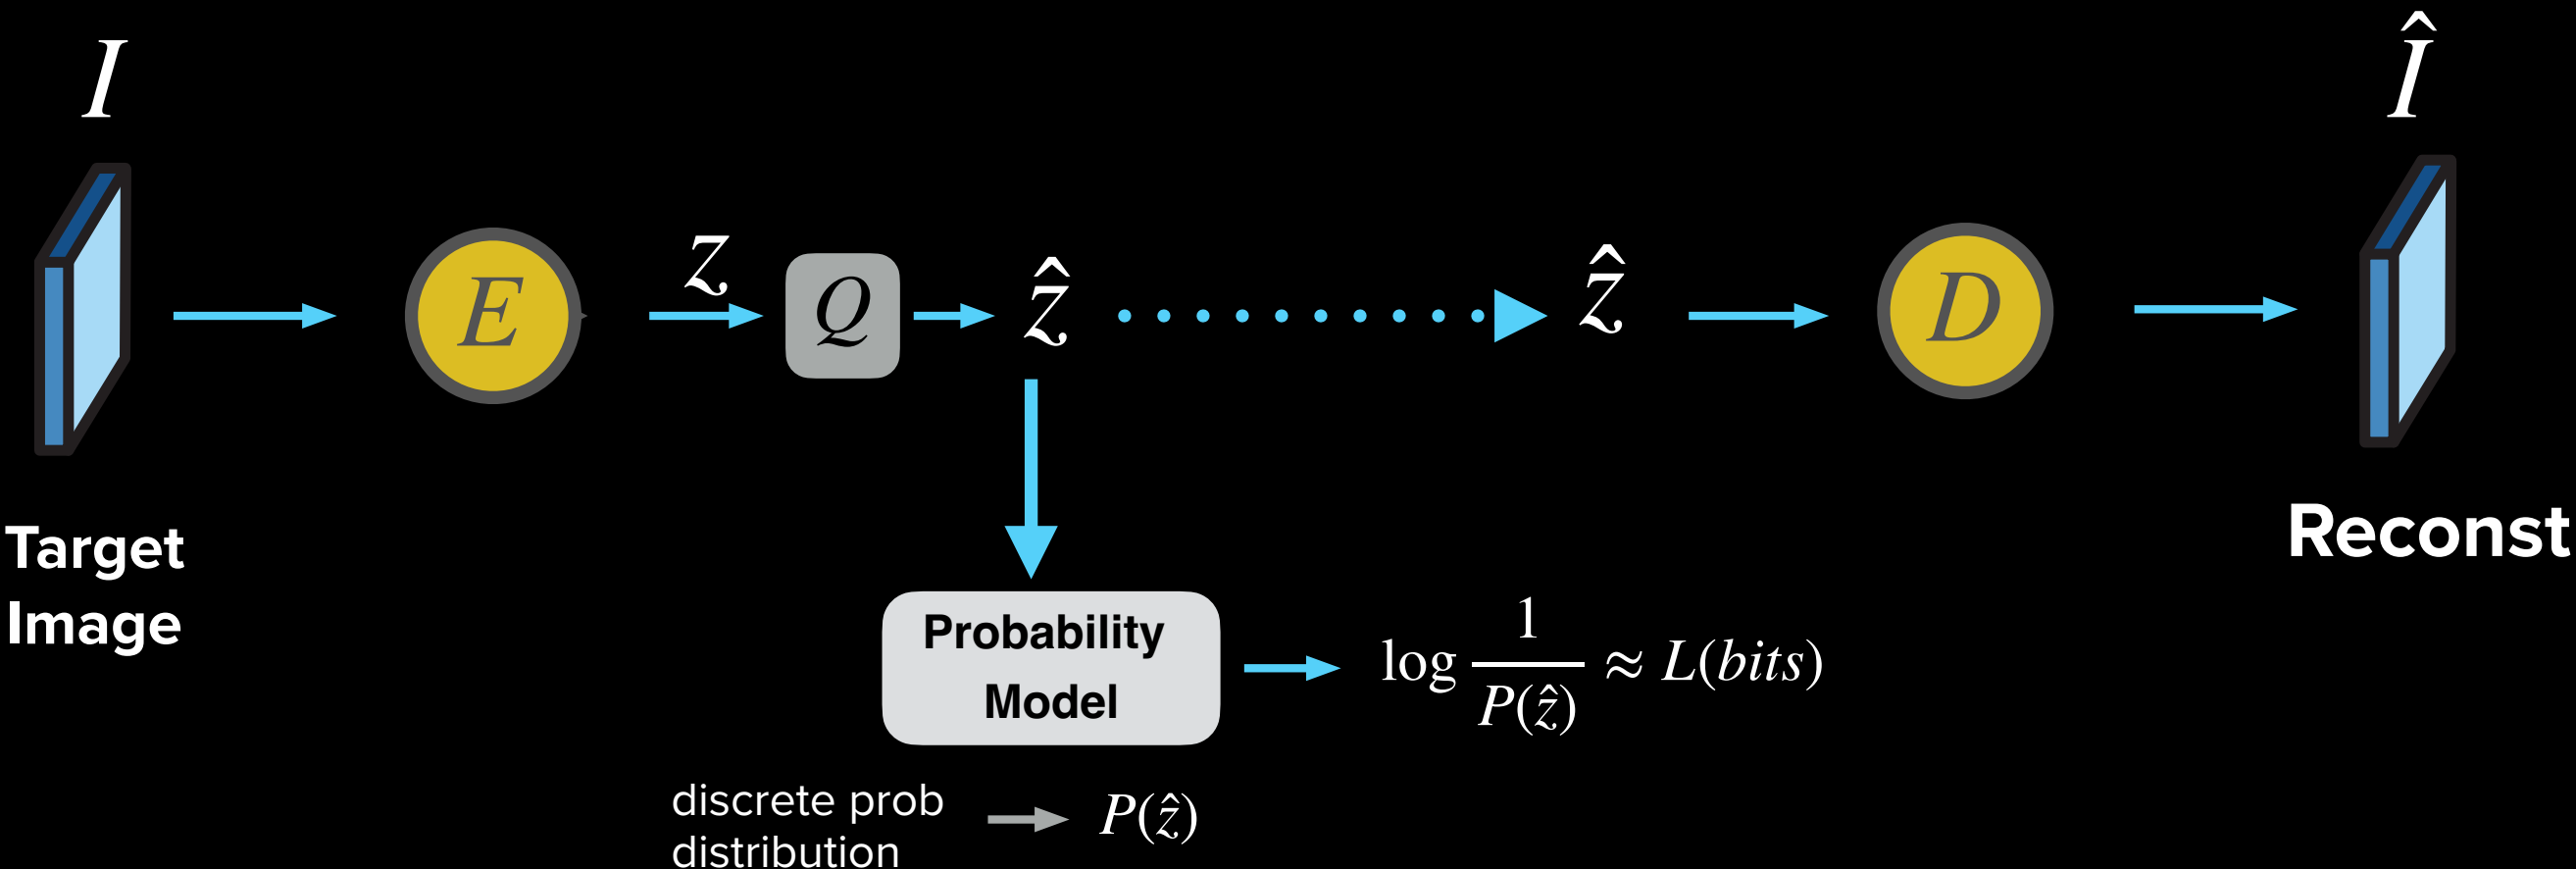 I
Î
E
z
Q
ẑ
ẑ
D
Target
Image
Reconst
Probability
Model
log 1/P(ẑ) ≈ L(bits)
discrete prob
distribution
P(ẑ)